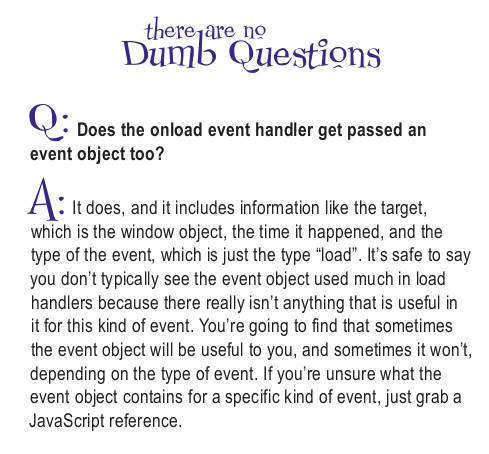 there are no
Dumb Questions
Q: Does the onload event handler get passed an
event object too?
A: It does, and it includes information like the target,
which is the window object, the time it happened, and the
type of the event, which is just the type “load”. It’s safe to say
you don’t typically see the event object used much in load
handlers because there really isn’t anything that is useful in
it for this kind of event. You’re going to find that sometimes
the event object will be useful to you, and sometimes it won’t,
depending on the type of event. If you’re unsure what the
event object contains for a specific kind of event, just grab a
JavaScript reference.